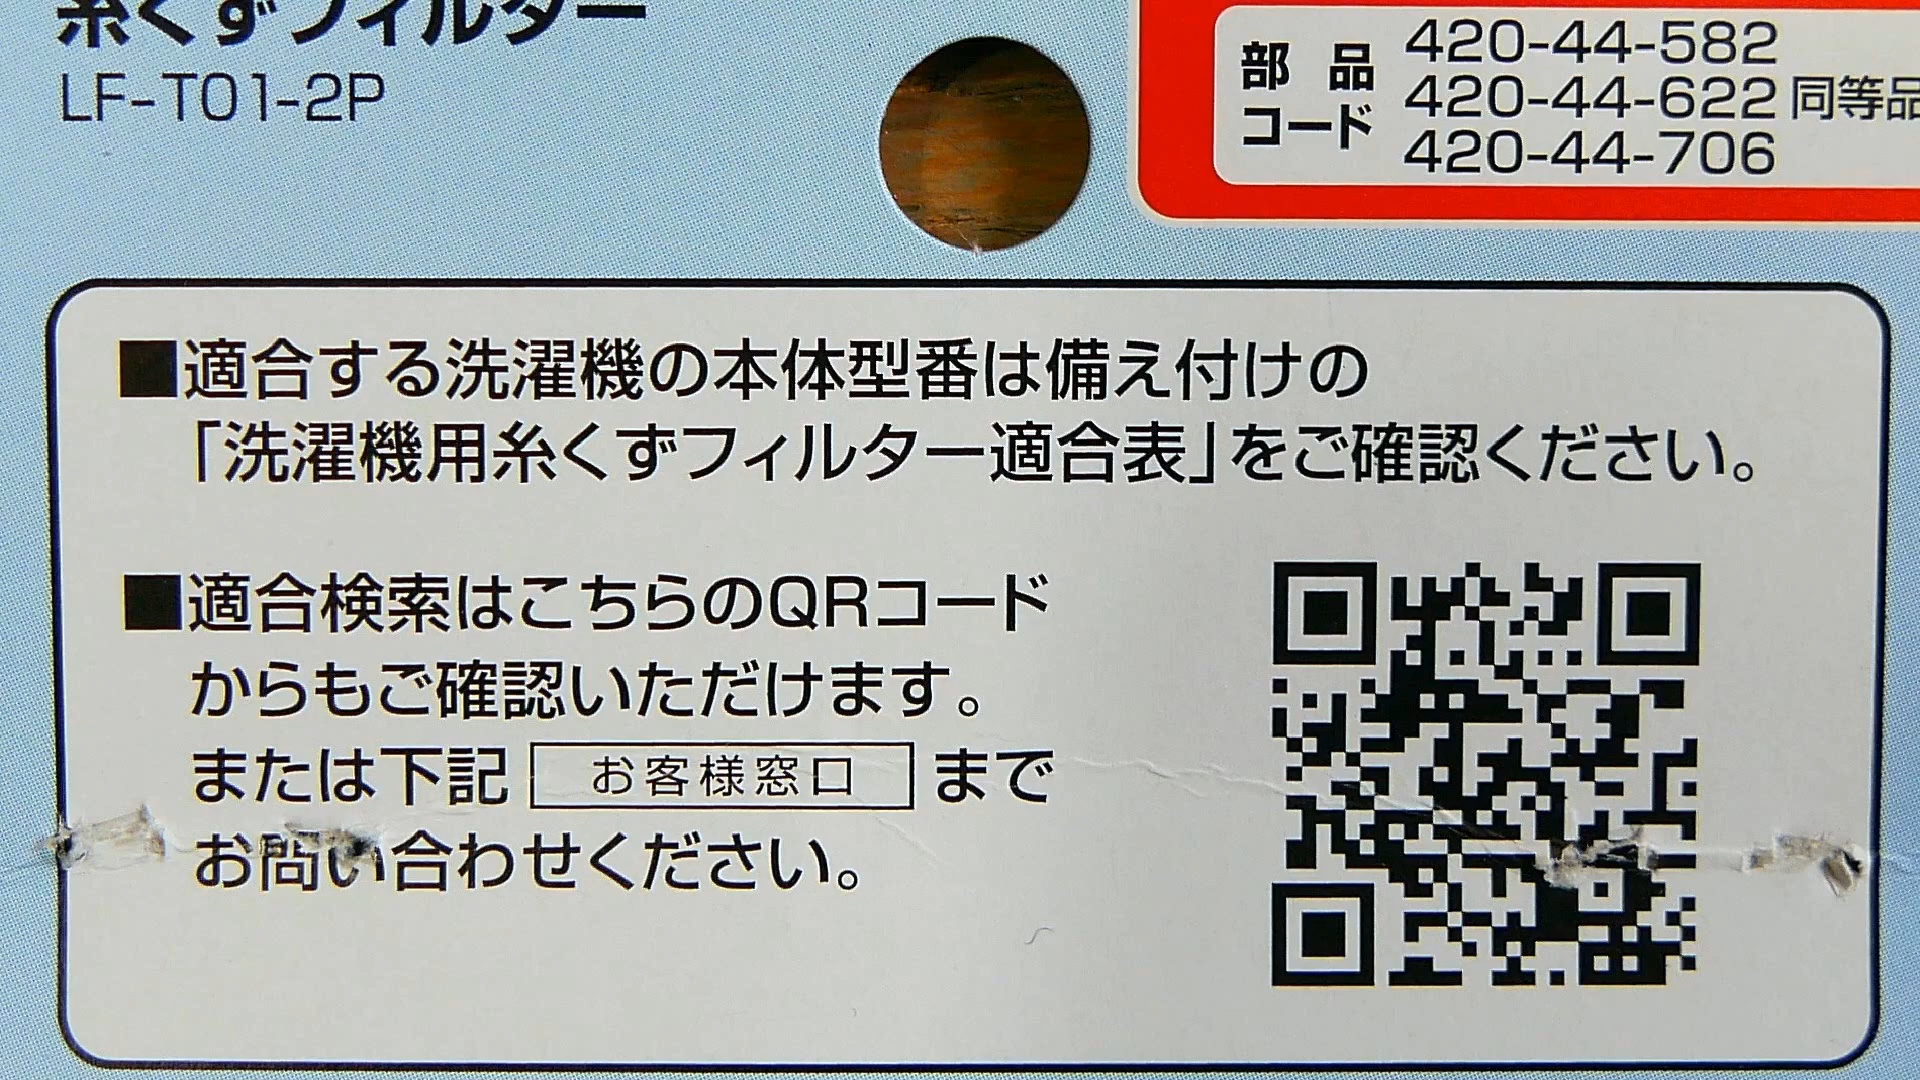 糸くずフィルター
LF-T01-2P
部品コード
420-44-582
420-44-622 同等品
420-44-706
■適合する洗濯機の本体型番は備え付けの
「洗濯機用糸くずフィルター適合表」をご確認ください。
■適合検索はこちらのQRコード
からもご確認いただけます。
または下記 お客様窓口 まで
お問い合わせください。